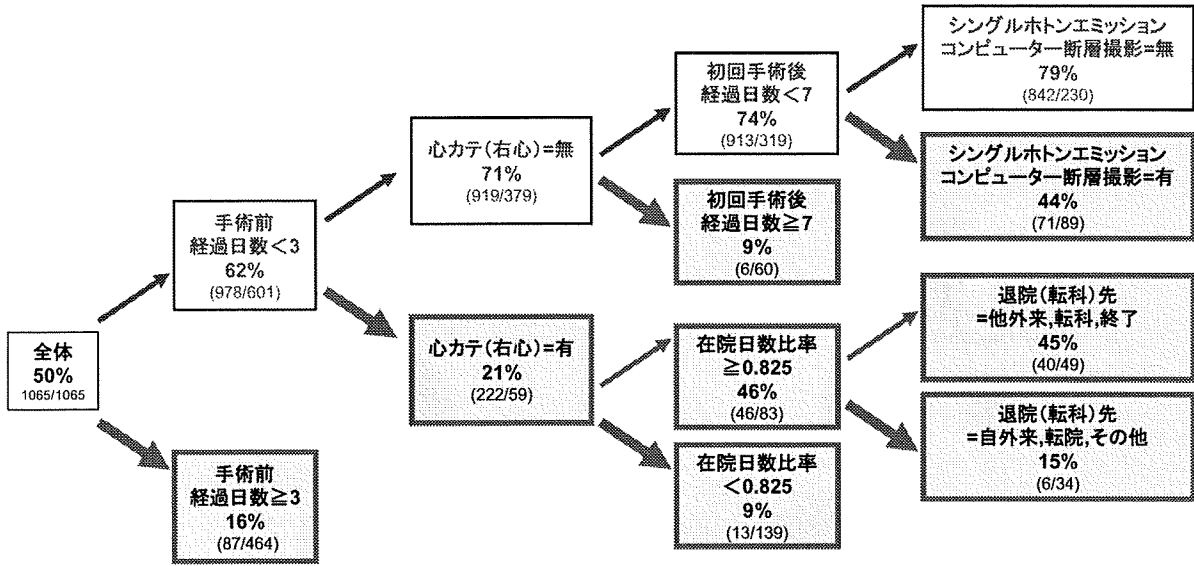 全体
50%
1065/1065
手術前
経過日数<3
62%
(978/601)
手術前
経過日数≧3
16%
(87/464)
心カテ(右心)=無
71%
(919/379)
心カテ(右心)=有
21%
(222/59)
初回手術後
経過日数<7
74%
(913/319)
初回手術後
経過日数≧7
9%
(6/60)
在院日数比率
≧0.825
46%
(46/83)
在院日数比率
<0.825
9%
(13/139)
シングルホトンエミッション
コンピューター断層撮影=無
79%
(842/230)
シングルホトンエミッション
コンピューター断層撮影=有
44%
(71/89)
退院(転科)先
=他外来,転科,終了
45%
(40/49)
退院(転科)先
=自外来,転院,その他
15%
(6/34)